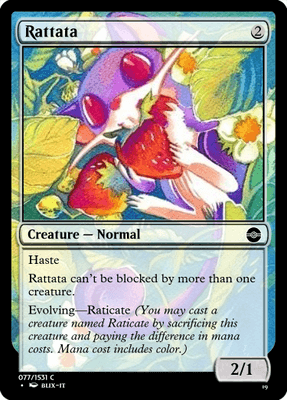 Rattata 2
Creature — Normal
Haste
Rattata can't be blocked by more than one
creature.
Evolving—Raticate (You may cast a
creature named Raticate by sacrificing this
creature and paying the difference in mana
costs. Mana cost includes color.)
2/1
077/1531 C
• BLIX-IT